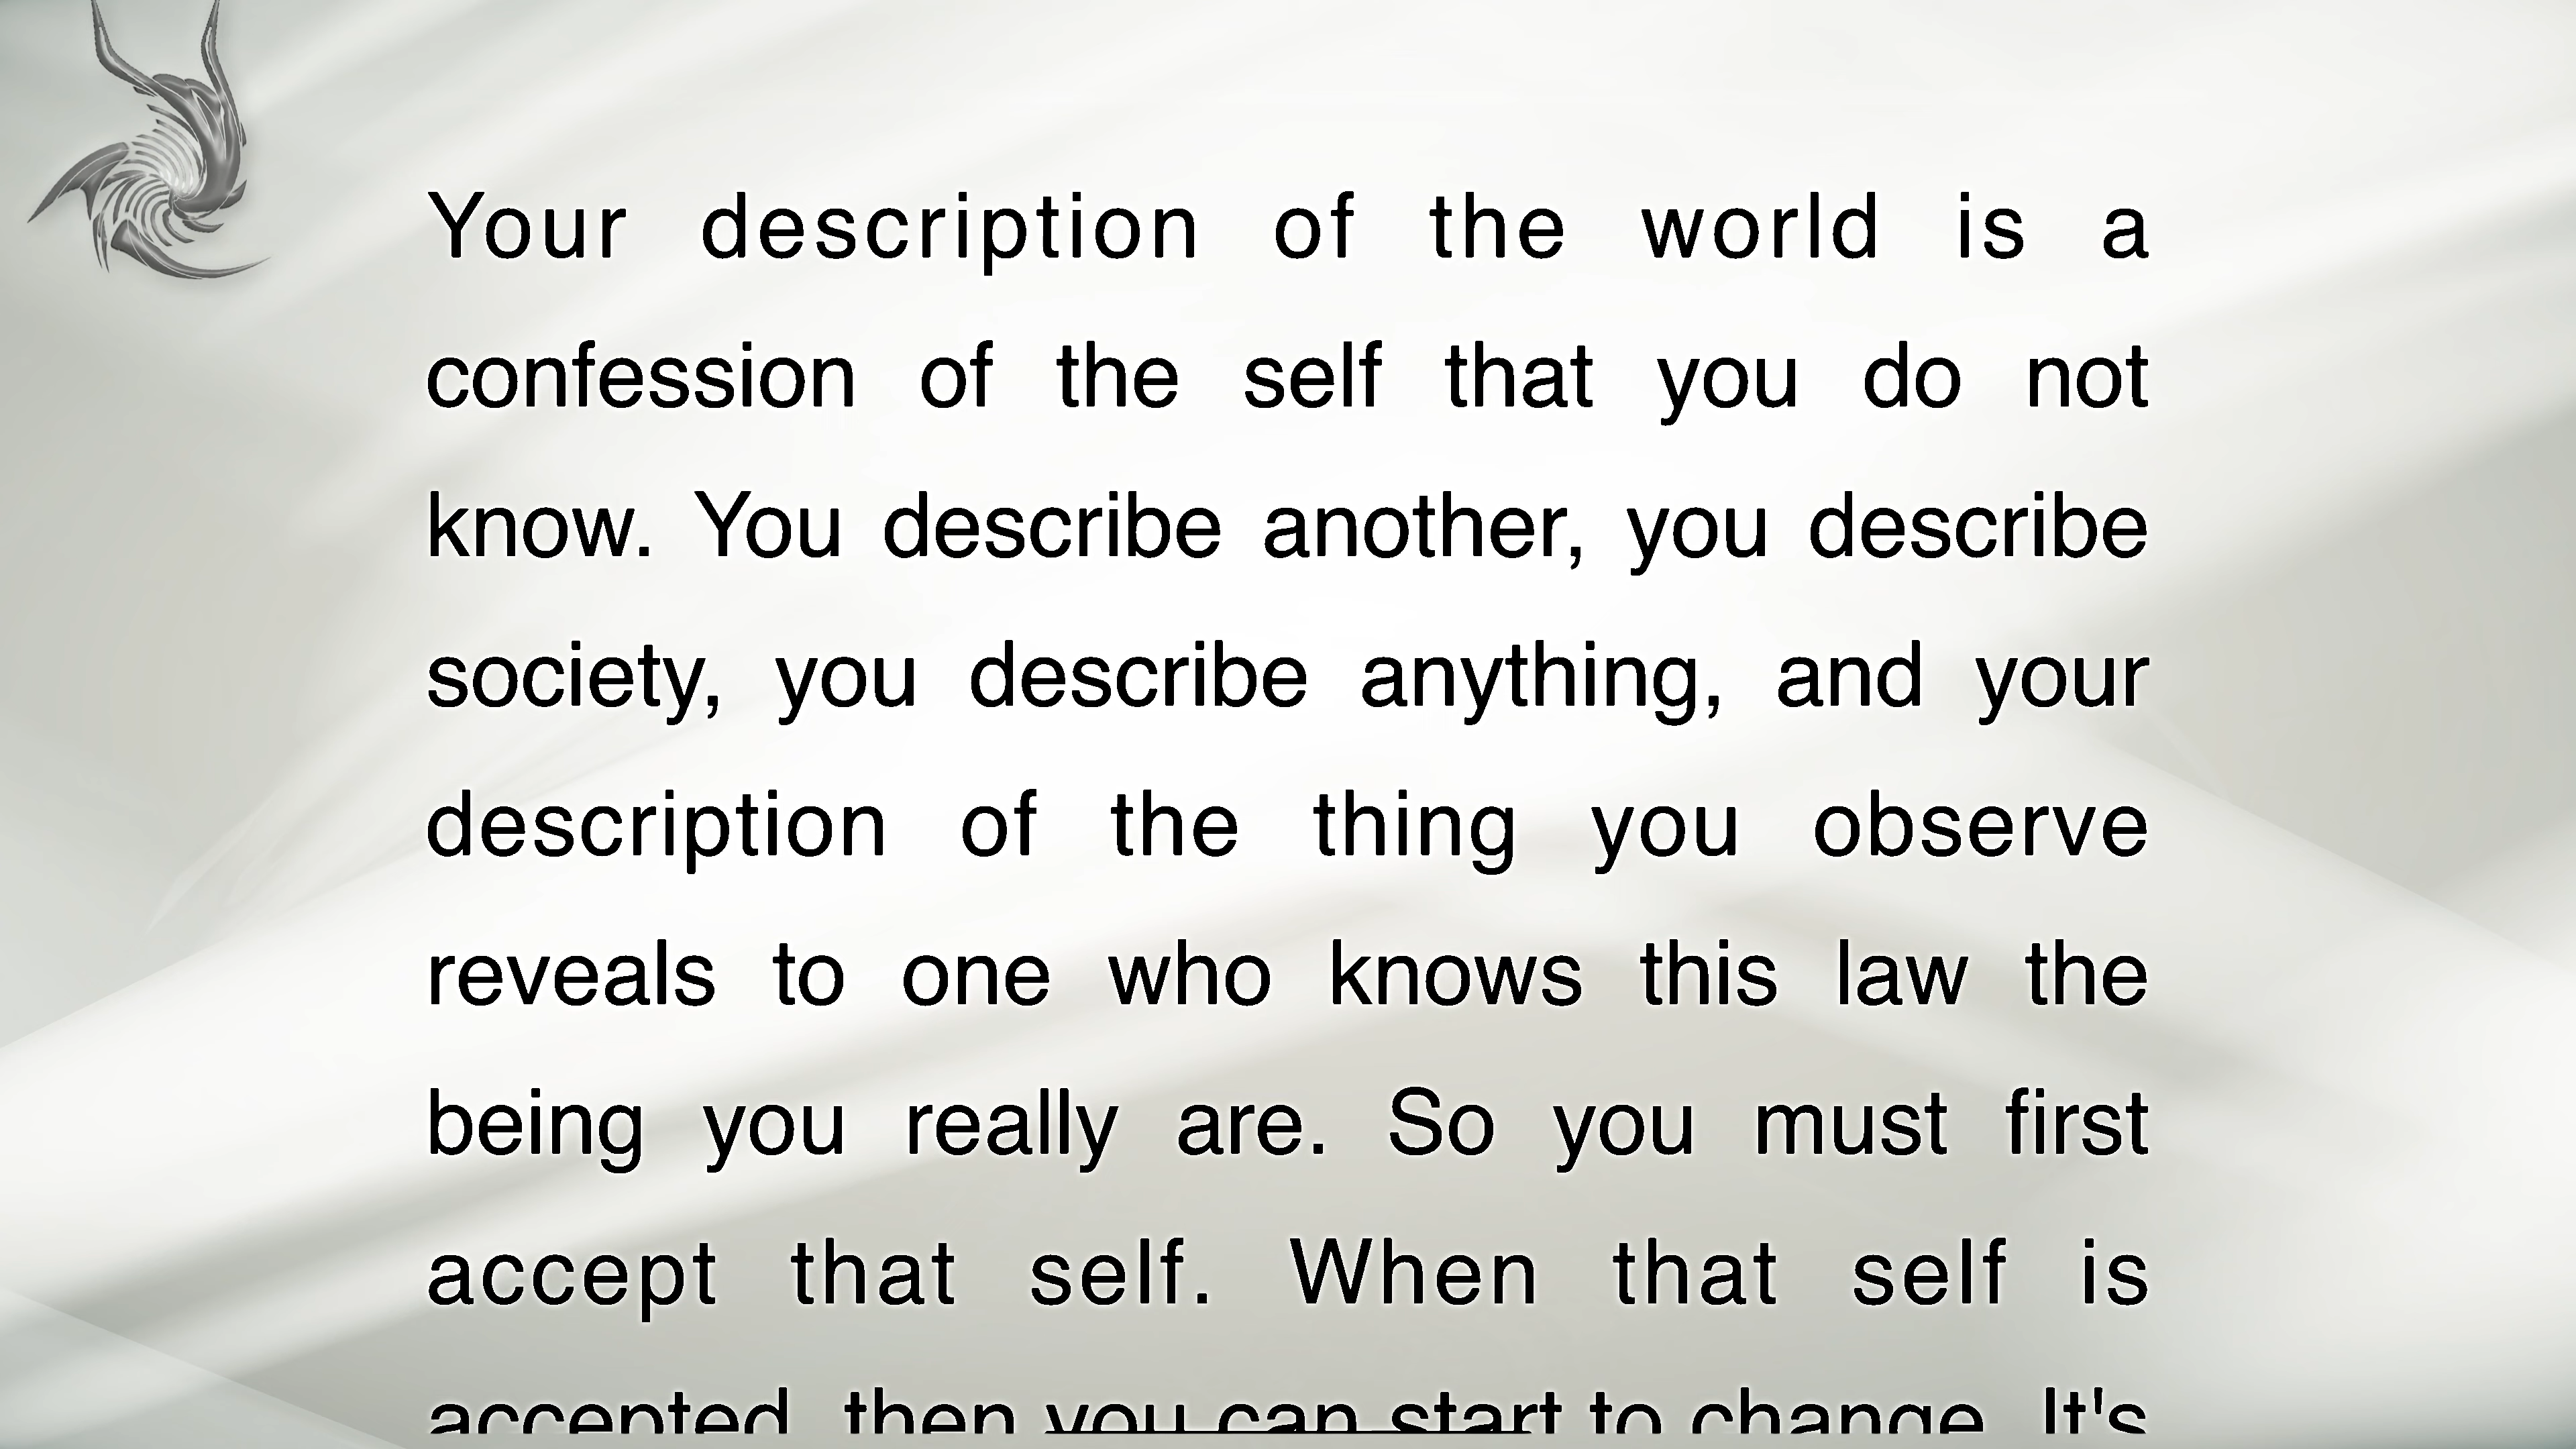 Your description of the world is a
confession of the self that you do not
know. You describe another, you describe
society, you describe anything, and your
description of the thing you observe
reveals to one who knows this law the
being you really are. So you must first
accept that self. When that self is
accepted, then you can start to change. It's